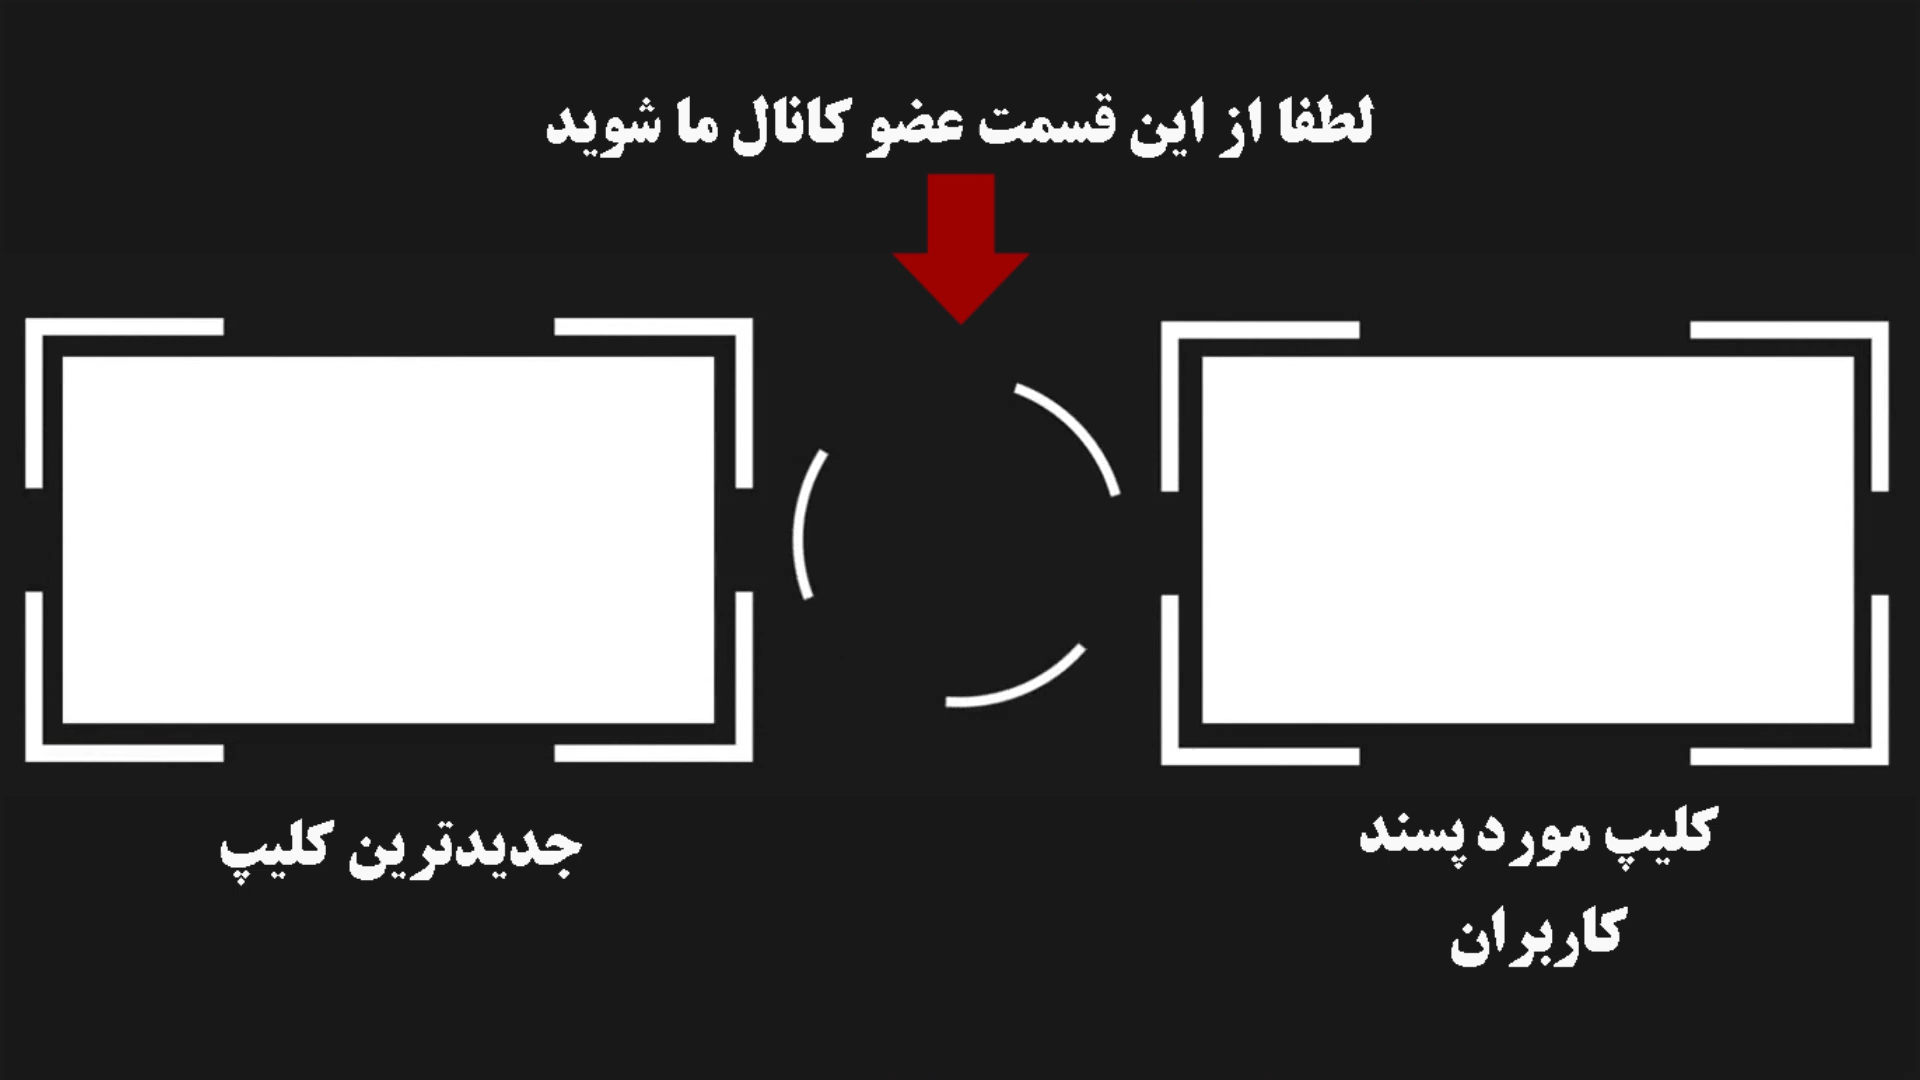 لطفا از این قسمت عضو کانال ما شوید
کلیپ مورد پسند
کاربران
جدیدترین کلیپ